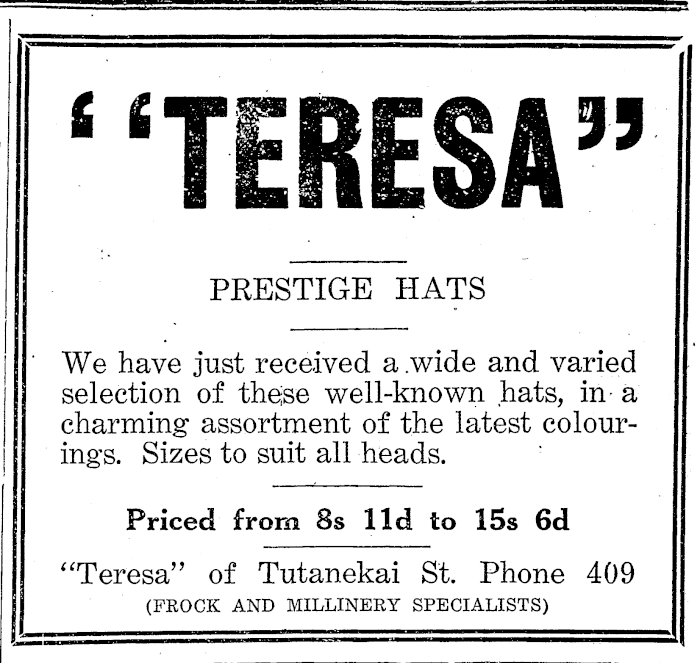 “TERESA”
PRESTIGE HATS
We have just received a wide and varied
selection of these well-known hats, in a
charming assortment of the latest colour-
ings. Sizes to suit all heads.
Priced from 8s 11d to 15s 6d
“Teresa” of Tutanekai St. Phone 409
(FROCK AND MILLINERY SPECIALISTS)